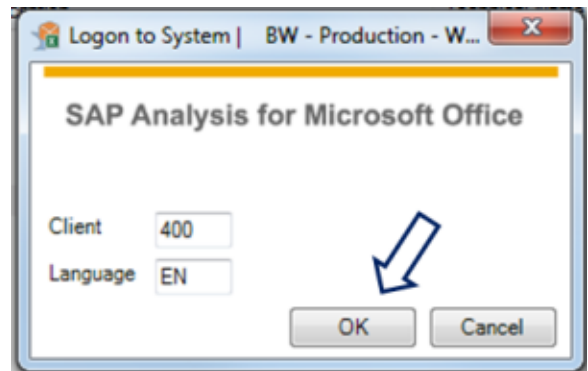 Logon to System | BW - Production - W...
SAP Analysis for Microsoft Office
Client 400
Language EN
OK Cancel